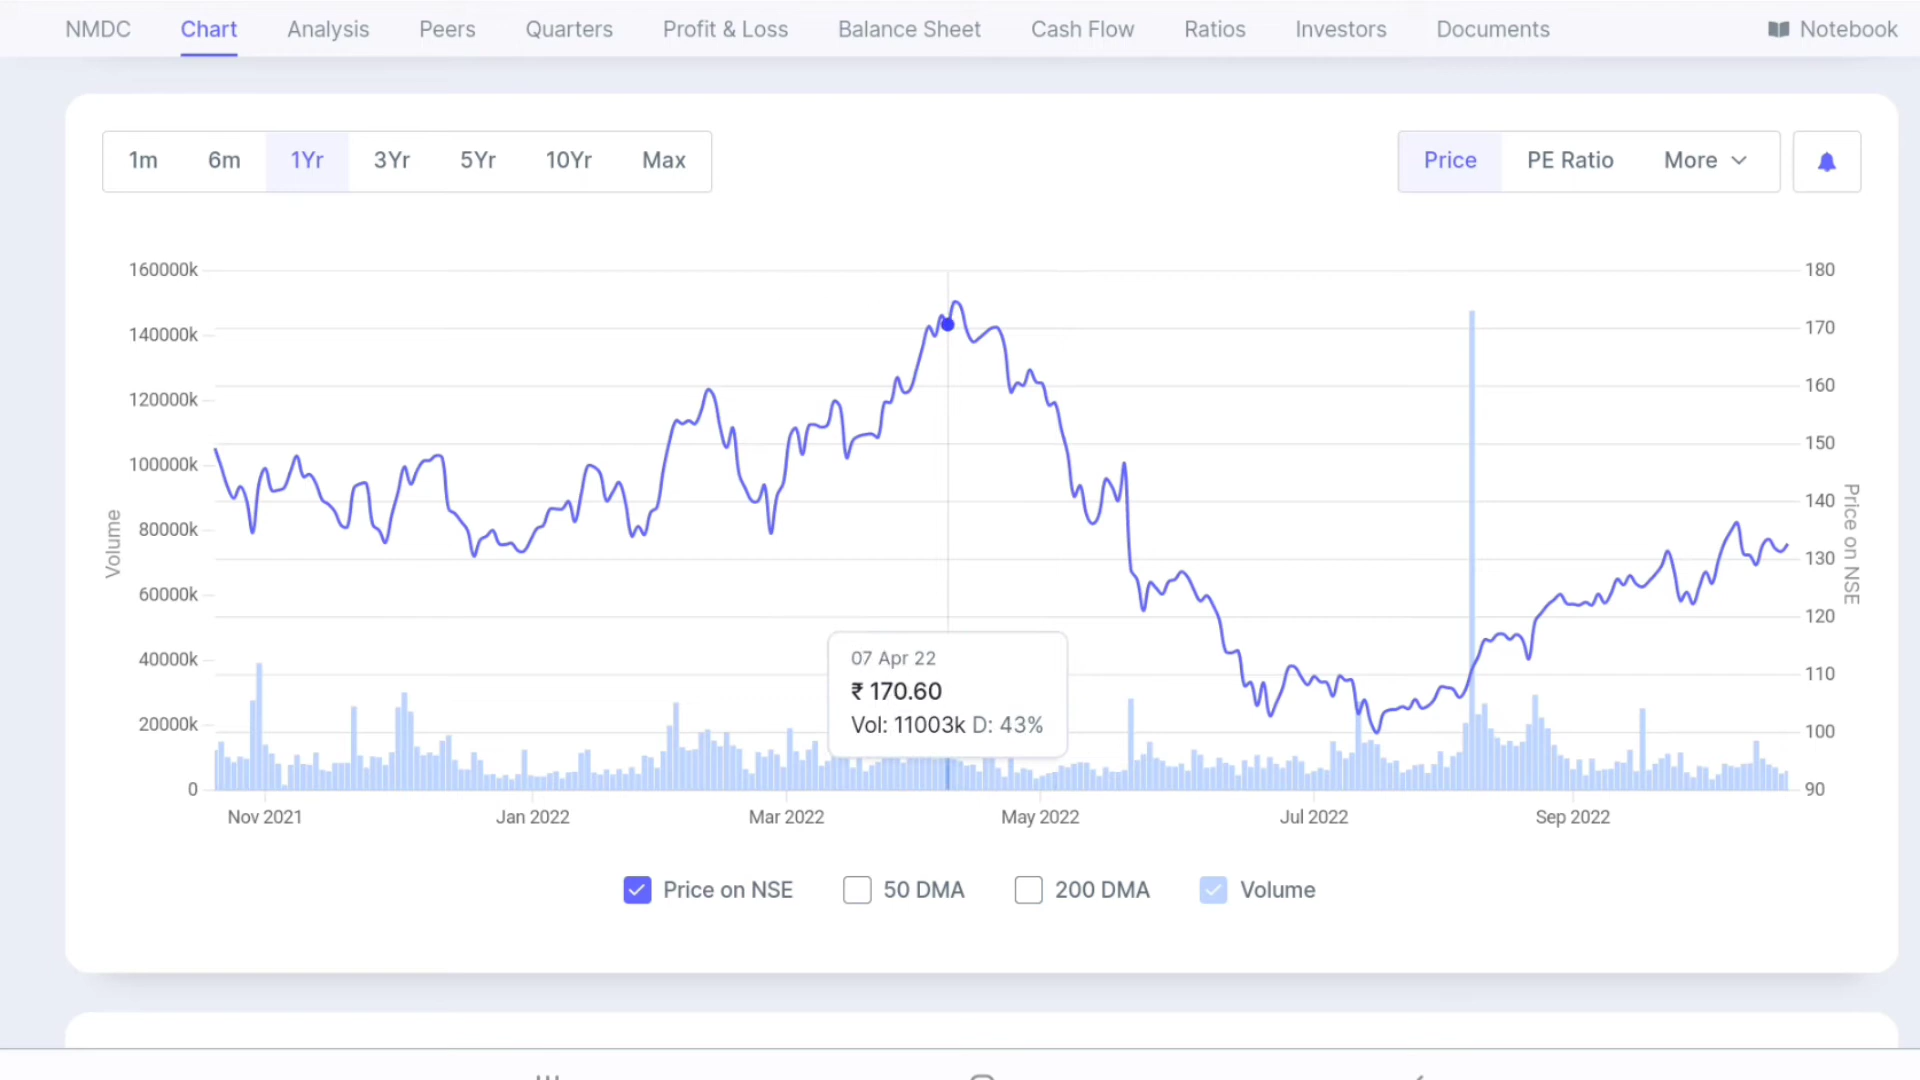 NMDC Chart Analysis Peers Quarters Profit & Loss Balance Sheet Cash Flow Ratios Investors Documents Notebook
1m 6m 1Yr 3Yr 5Yr 10Yr Max Price PE Ratio More
160000k 180
140000k 170
120000k 160
100000k 150
80000k 140
60000k 130
40000k 120
20000k 110
0 100
90
Volume
Price on NSE
07 Apr 22
₹ 170.60
Vol: 11003k D: 43%
Nov 2021 Jan 2022 Mar 2022 May 2022 Jul 2022 Sep 2022
Price on NSE 50 DMA 200 DMA Volume